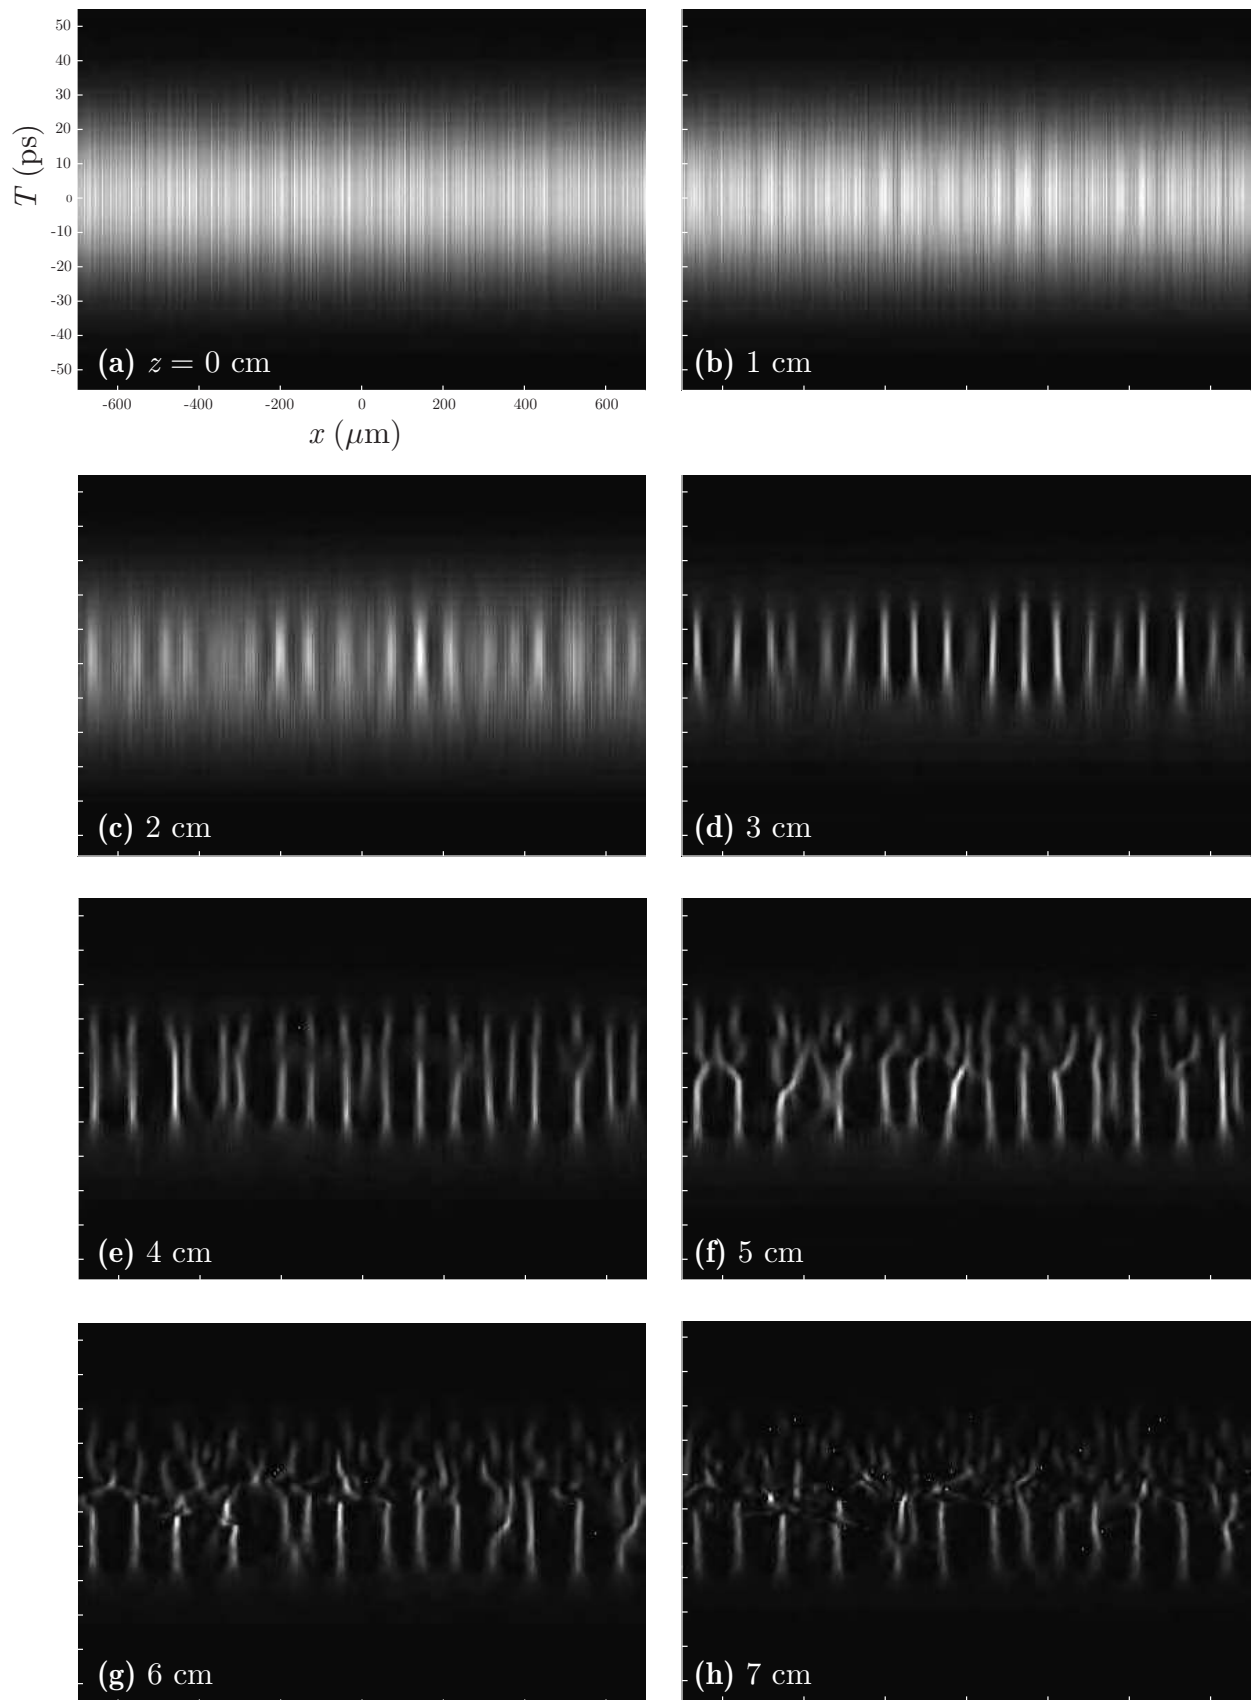 50
40
30
20
10
0
-10
-20
-30
-40
-50
T (ps)
(a) z = 0 cm
-600 -400 -200 0 200 400 600
x (μm)
(b) 1 cm
(c) 2 cm
(d) 3 cm
(e) 4 cm
(f) 5 cm
(g) 6 cm
(h) 7 cm